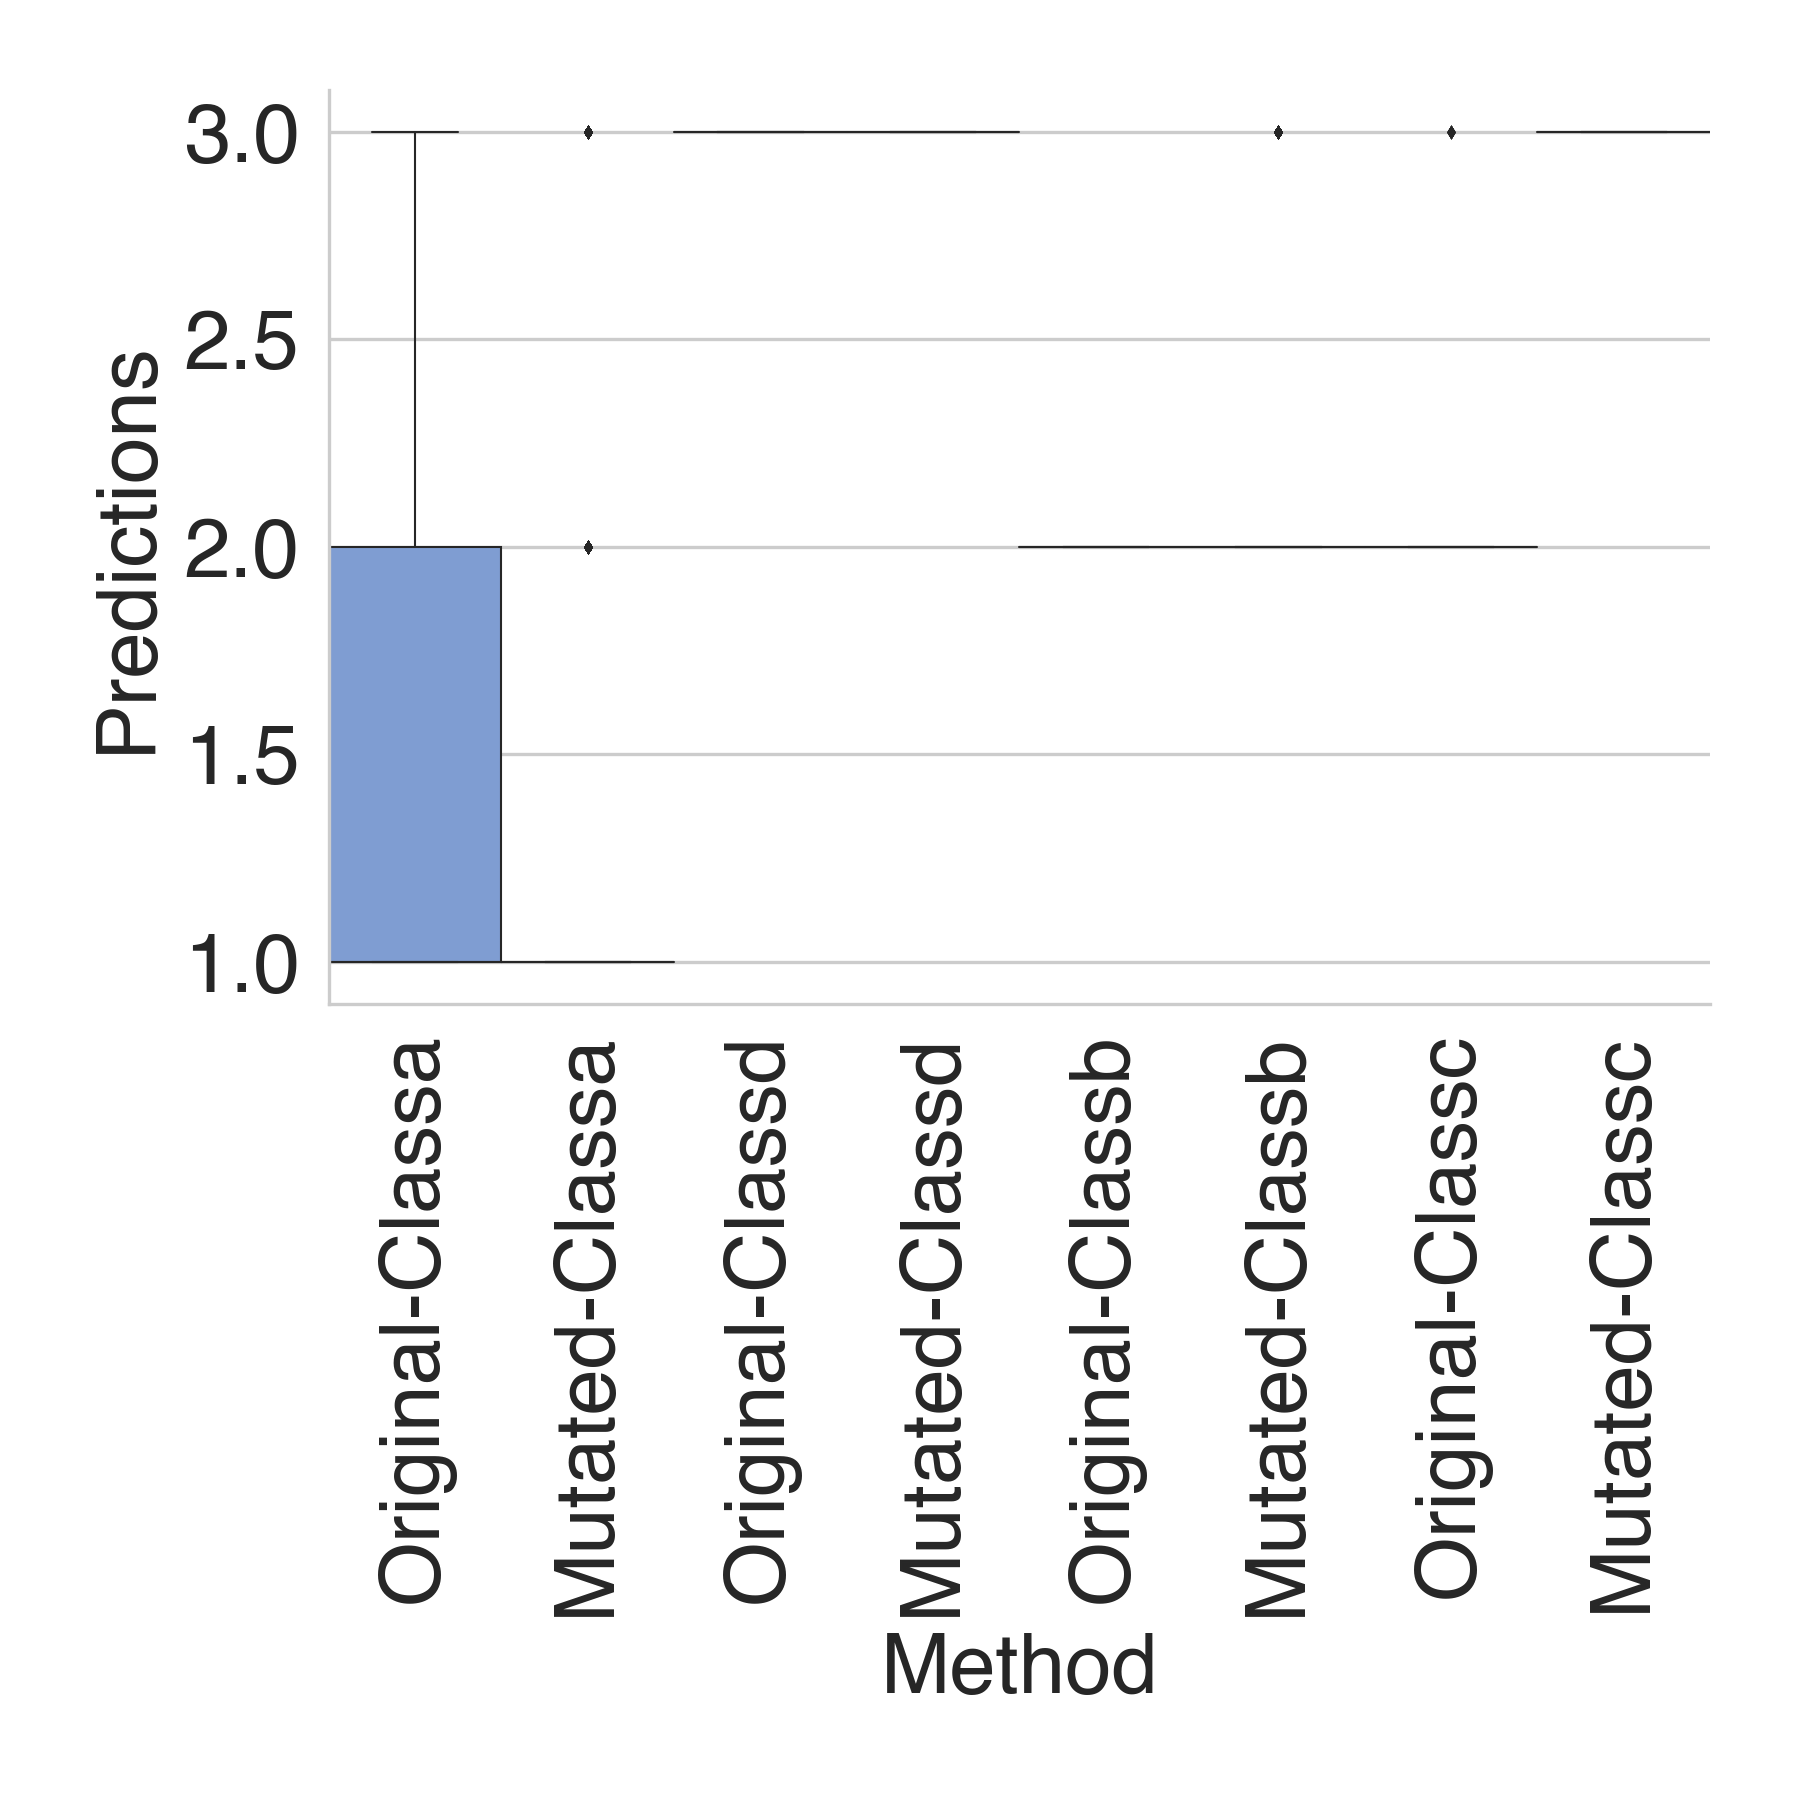 Predictions
3.0
2.5
2.0
1.5
1.0
Original-Classa
Mutated-Classa
Original-Classd
Mutated-Classd
Original-Classb
Mutated-Classb
Original-Classc
Mutated-Classc
Method